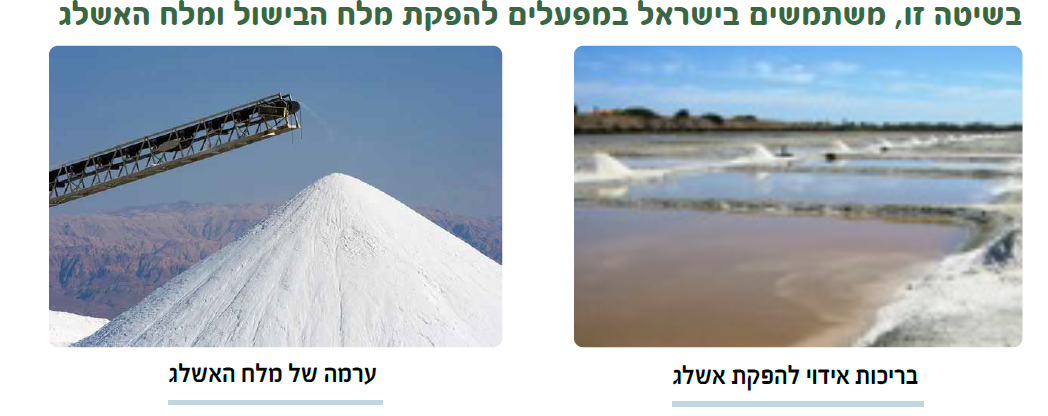 בשיטה זו, משתמשים בישראל במפעלים להפקת מלח הבישול ומלח האשלג
בריכות אידוי להפקת אשלג
ערמה של מלח האשלג